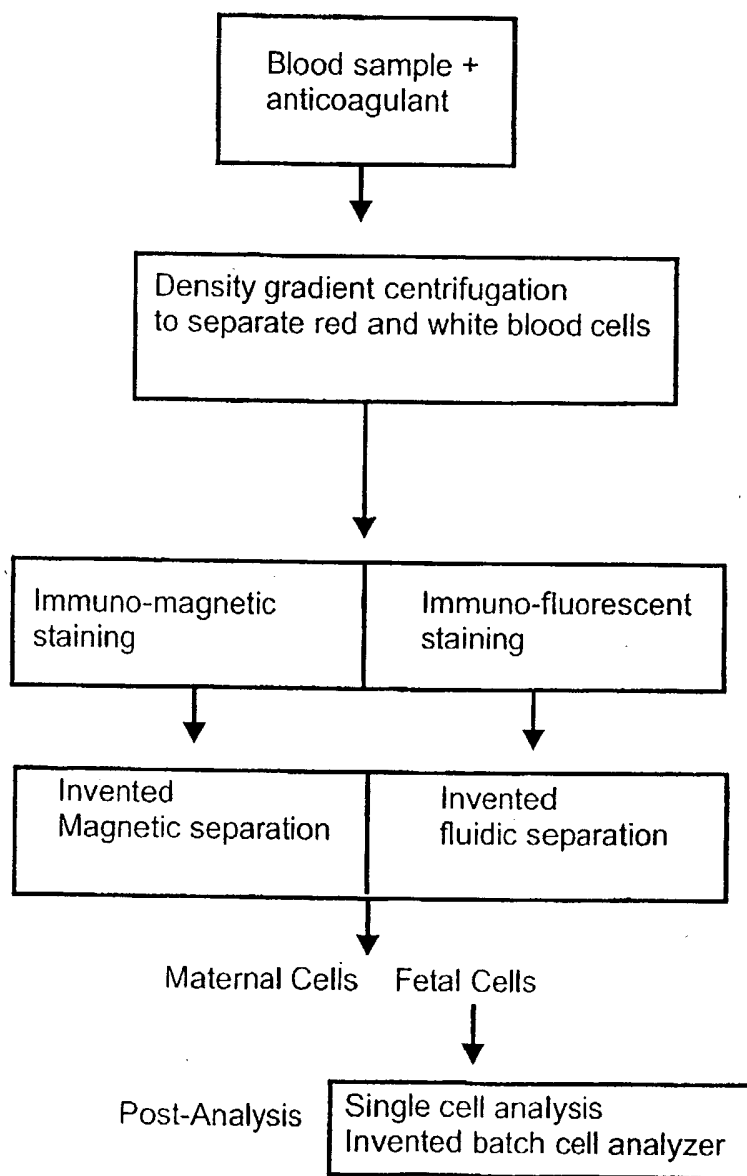 Blood sample +
anticoagulant
Density gradient centrifugation
to separate red and white blood cells
Immuno-magnetic
staining
Immuno-fluorescent
staining
Invented
Magnetic separation
Invented
fluidic separation
Maternal Cells Fetal Cells
Post-Analysis
Single cell analysis
Invented batch cell analyzer